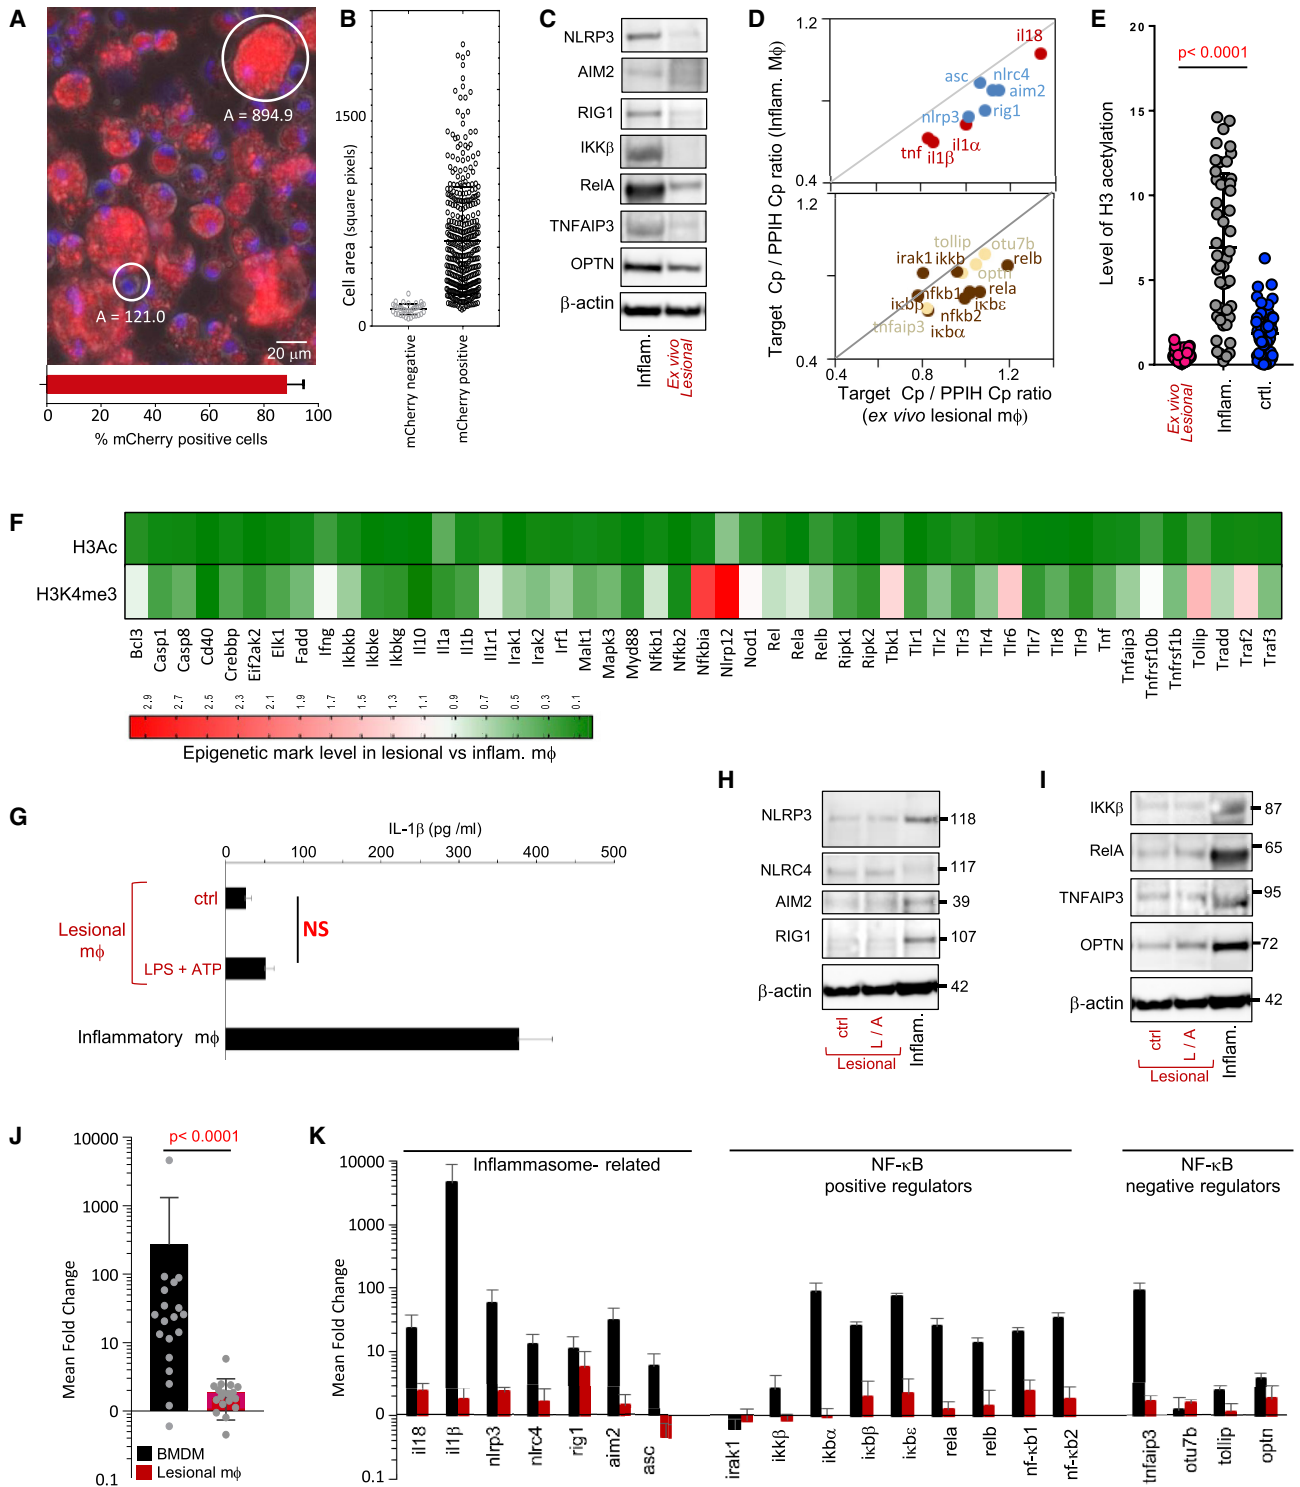 A
A = 894.9
A = 121.0
20 μm
0 20 40 60 80 100
% mCherry positive cells
B
1500
0
Cell area (square pixels)
mCherry negative
mCherry positive
C
NLRP3
AIM2
RIG1
IKKβ
RelA
TNFAIP3
OPTN
β-actin
Inflam.
Ex vivo
Lesional
D
1.2
0.4
il18
asc
nlrc4
aim2
nlrp3
rig1
il1α
tnf
il1β
1.2
0.4
tollip
otu7b
irak1
ikkb
relb
optn
iκbβ
nfkb1
rela
iκbε
nfkb2
tnfaip3
iκbα
0.8 1.0 1.2
Target Cp / PPIH Cp ratio (Inflam. Mϕ)
Target Cp / PPIH Cp ratio
(ex vivo lesional mϕ)
E
20
15
10
5
0
p< 0.0001
Level of H3 acetylation
Ex vivo
Lesional
Inflam.
crtl.
F
H3Ac
H3K4me3
Bcl3 Casp1 Casp8 Cd40 Crebbp Eif2ak2 Elk1 Fadd Ifng Ikbkb Ikbke Ikbkg Il10 Il1a Il1b Il1r1 Irak1 Irak2 Irf1 Malt1 Mapk3 Myd88 Nfkb1 Nfkb2 Nfkbia Nlrp12 Nod1 Rel Rela Relb Ripk1 Ripk2 Tbk1 Tlr1 Tlr2 Tlr3 Tlr4 Tlr6 Tlr7 Tlr8 Tlr9 Tnf Tnfaip3 Tnfrsf10b Tnfrsf1b Tollip Tradd Traf2 Traf3
2.9 2.7 2.5 2.3 2.1 1.9 1.7 1.5 1.3 1.1 0.9 0.7 0.5 0.3 0.1
Epigenetic mark level in lesional vs inflam. mϕ
G
IL-1β (pg /ml)
0 100 200 300 400 500
Lesional
mϕ
ctrl
LPS + ATP
NS
Inflammatory mϕ
H
NLRP3
118
NLRC4
117
AIM2
39
RIG1
107
β-actin
42
ctrl
L / A
Inflam.
Lesional
I
IKKβ
87
RelA
65
TNFAIP3
95
OPTN
72
β-actin
42
ctrl
L / A
Inflam.
Lesional
J
p< 0.0001
10000
1000
100
10
0
0.1
Mean Fold Change
BMDM
Lesional mϕ
K
Inflammasome- related
NF-κB
positive regulators
NF-κB
negative regulators
10000
1000
100
10
0
0.1
Mean Fold Change
il18 il1β nlrp3 nlrc4 rig1 aim2 asc irak1 ikkβ ikbα iκbβ iκbε rela relb nf-κb1 nf-κb2 tnfaip3 otu7b tollip optn